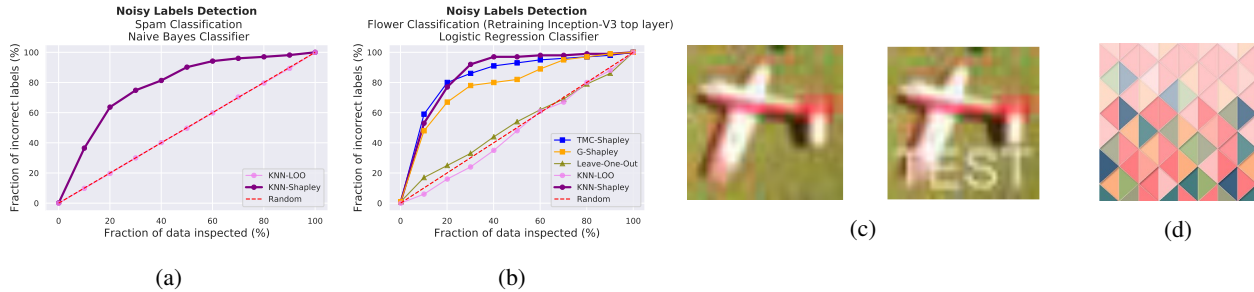 Noisy Labels Detection
Spam Classification
Naive Bayes Classifier
Fraction of incorrect labels (%)
100
80
60
40
20
0
KNN-LOO
KNN-Shapley
Random
0 20 40 60 80 100
Fraction of data inspected (%)
(a)
Noisy Labels Detection
Flower Classification (Retraining Inception-V3 top layer)
Logistic Regression Classifier
Fraction of incorrect labels (%)
100
80
60
40
20
0
TMC-Shapley
G-Shapley
Leave-One-Out
KNN-LOO
KNN-Shapley
Random
0 20 40 60 80 100
Fraction of data inspected (%)
(b)
TEST
(c)
(d)